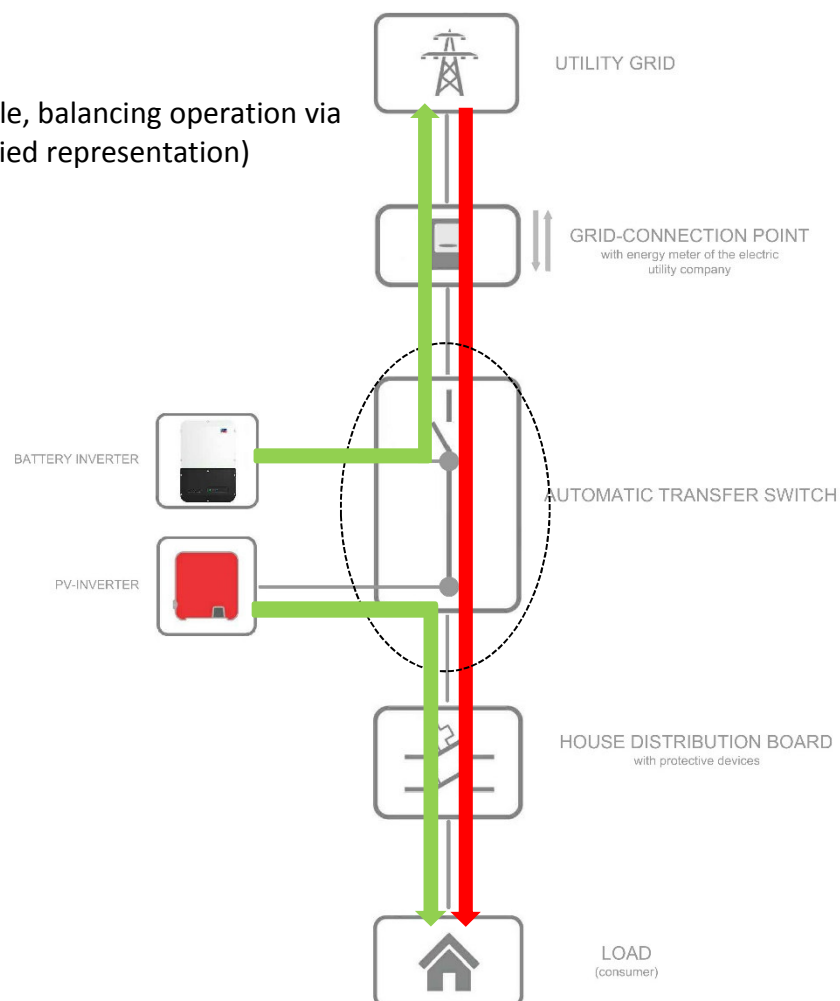 UTILITY GRID
le, balancing operation via
ied representation)
GRID-CONNECTION POINT
with energy meter of the electric
utility company
BATTERY INVERTER
AUTOMATIC TRANSFER SWITCH
PV-INVERTER
HOUSE DISTRIBUTION BOARD
with protective devices
LOAD
(consumer)